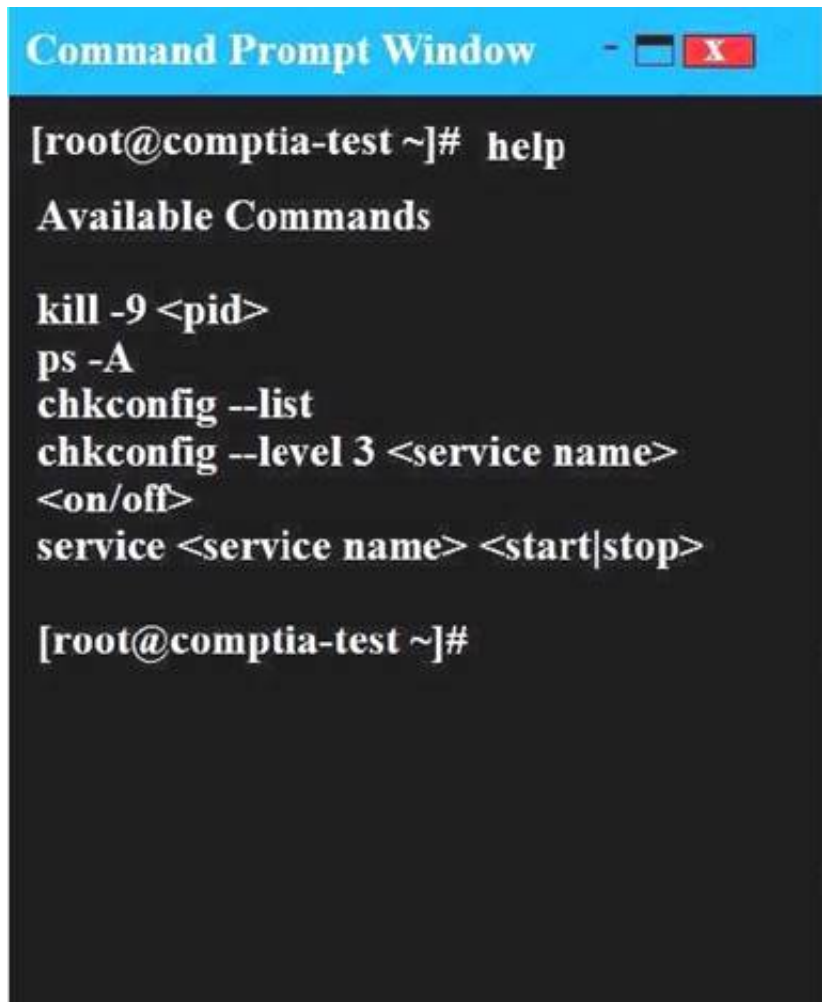 Command Prompt Window - X
[root@comptia-test ~]# help
Available Commands
kill -9 <pid>
ps -A
chkconfig --list
chkconfig --level 3 <service name>
<on/off>
service <service name> <start|stop>
[root@comptia-test ~]#